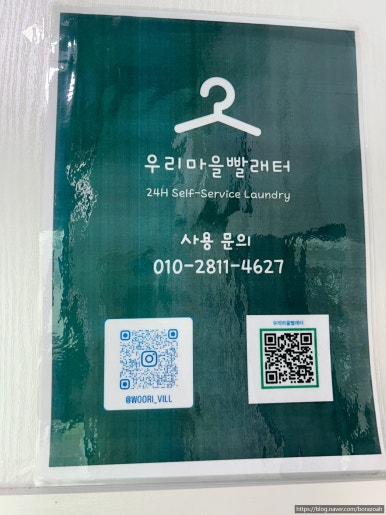 우리마을빨래터
24H Self-Service Laundry
사용 문의
010-2811-4627
우리마을빨래터
@WOORI_VILL
https://blog.naver.com/borazoah